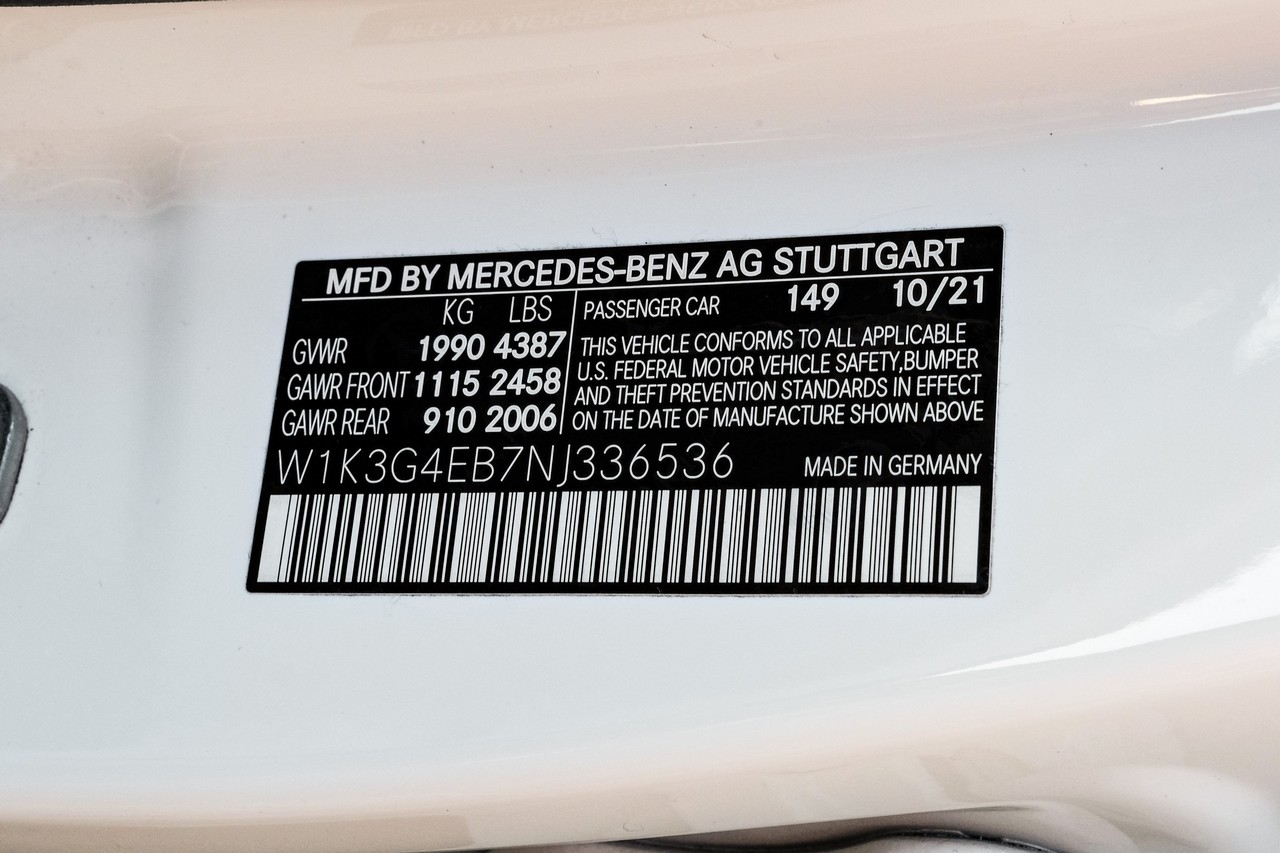 MFD BY MERCEDES-BENZ AG STUTTGART
KG LBS
GVWR 1990 4387
GAWR FRONT 1115 2458
GAWR REAR 910 2006
PASSENGER CAR 149 10/21
THIS VEHICLE CONFORMS TO ALL APPLICABLE
U.S. FEDERAL MOTOR VEHICLE SAFETY,BUMPER
AND THEFT PREVENTION STANDARDS IN EFFECT
ON THE DATE OF MANUFACTURE SHOWN ABOVE
W1K3G4EB7NJ336536
MADE IN GERMANY